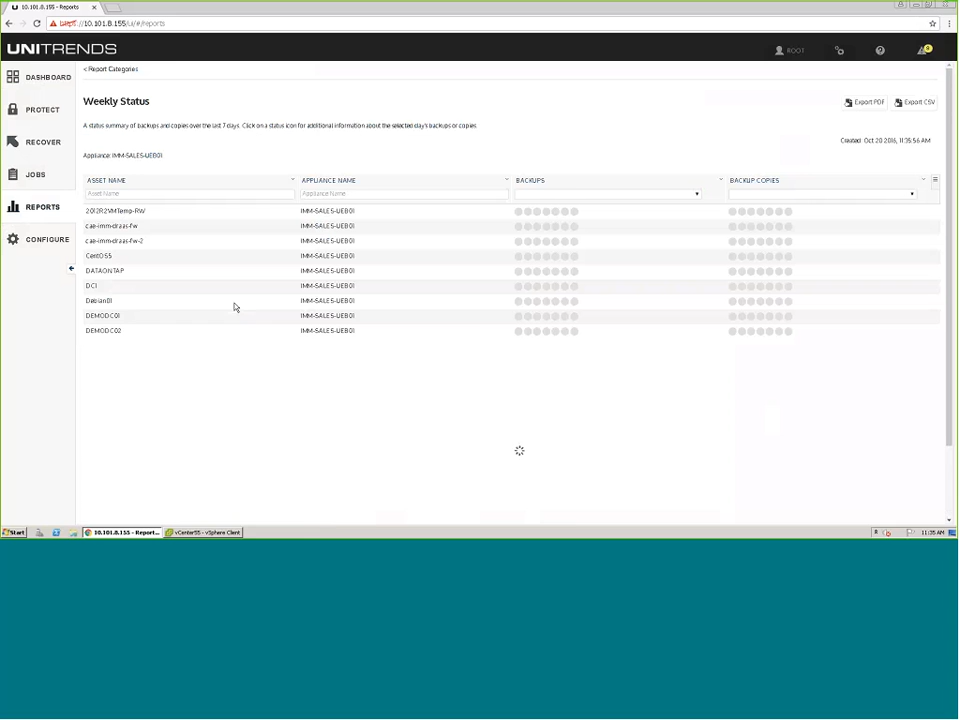 10.101.8.155 - Reports
https://10.101.8.155/ui/#/reports
UNITRENDS
ROOT
DASHBOARD
PROTECT
RECOVER
JOBS
REPORTS
CONFIGURE
< Report Categories
Weekly Status
Export PDF
Export CSV
A status summary of backups and copies over the last 7 days. Click on a status icon for additional information about the selected day's backups or copies.
Created: Oct 20 2016, 11:35:56 AM
Appliance: IMM-SALES-UEB01
ASSET NAME APPLIANCE NAME BACKUPS BACKUP COPIES
Asset Name Appliance Name
2012R2VMTemp-RW IMM-SALES-UEB01
cae-imm-draas-fw IMM-SALES-UEB01
cae-imm-draas-fw-2 IMM-SALES-UEB01
CentOS5 IMM-SALES-UEB01
DATAONTAP IMM-SALES-UEB01
DC1 IMM-SALES-UEB01
Debian01 IMM-SALES-UEB01
DEMODC01 IMM-SALES-UEB01
DEMODC02 IMM-SALES-UEB01
Start 10.101.8.155 - Report... vCenter55 - vSphere Client 11:35 AM